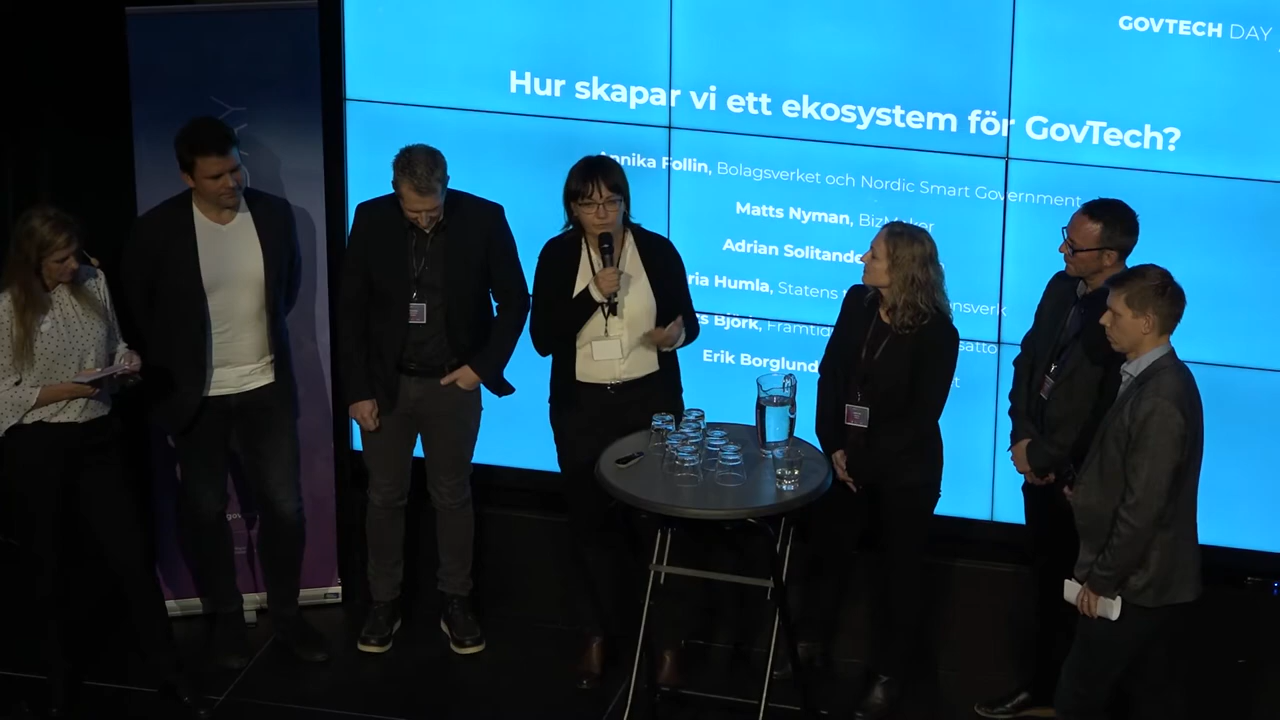 GOVTECH DAY
Hur skapar vi ett ekosystem för GovTech?
Annika Follin, Bolagsverket och Nordic Smart Government
Matts Nyman, BizMaker
Adrian Solitande
ria Humla, Statens
s Björk,
Erik Borglund